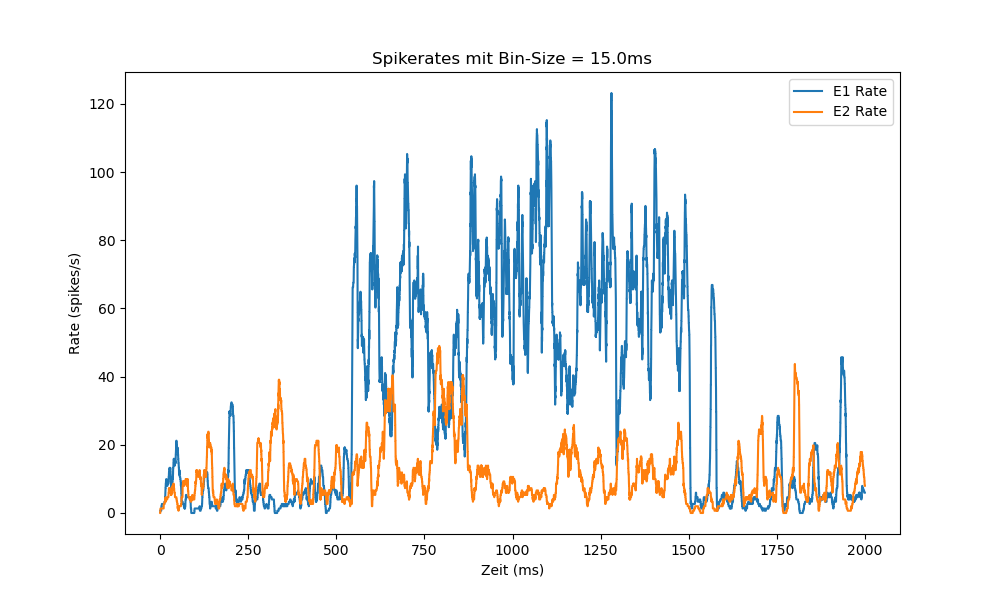 Spikerates mit Bin-Size = 15.0ms
E1 Rate
E2 Rate
Rate (spikes/s)
120
100
80
60
40
20
0
0 250 500 750 1000 1250 1500 1750 2000
Zeit (ms)